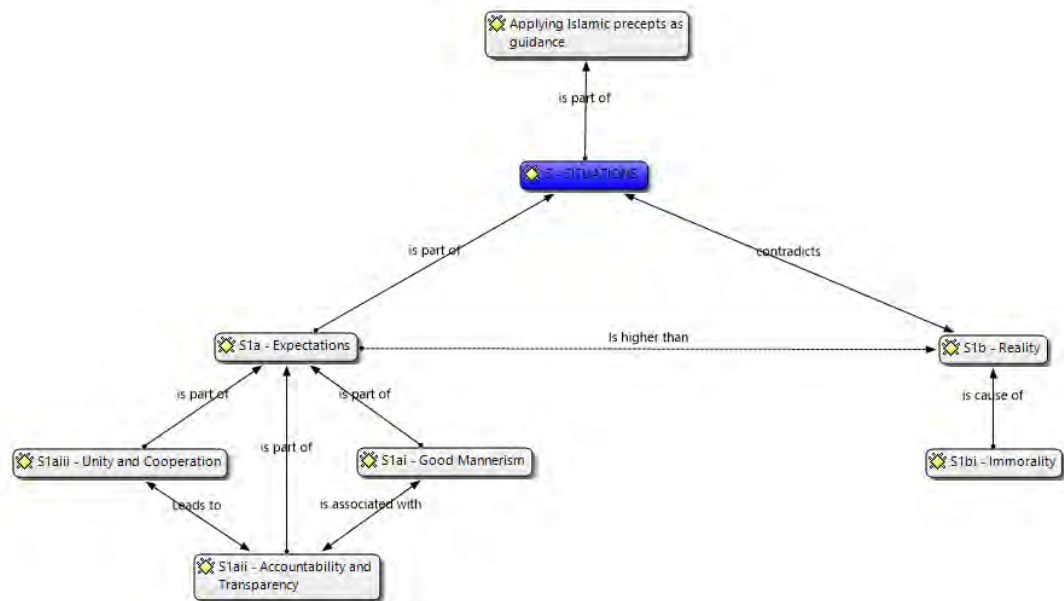 Applying Islamic precepts as
guidance
is part of
S - SITUATIONS
is part of
contradicts
S1a - Expectations
Is higher than
S1b - Reality
is part of
is part of
is part of
is cause of
S1aiii - Unity and Cooperation
S1ai - Good Mannerism
S1bi - Immorality
Leads to
is associated with
S1aii - Accountability and
Transparency